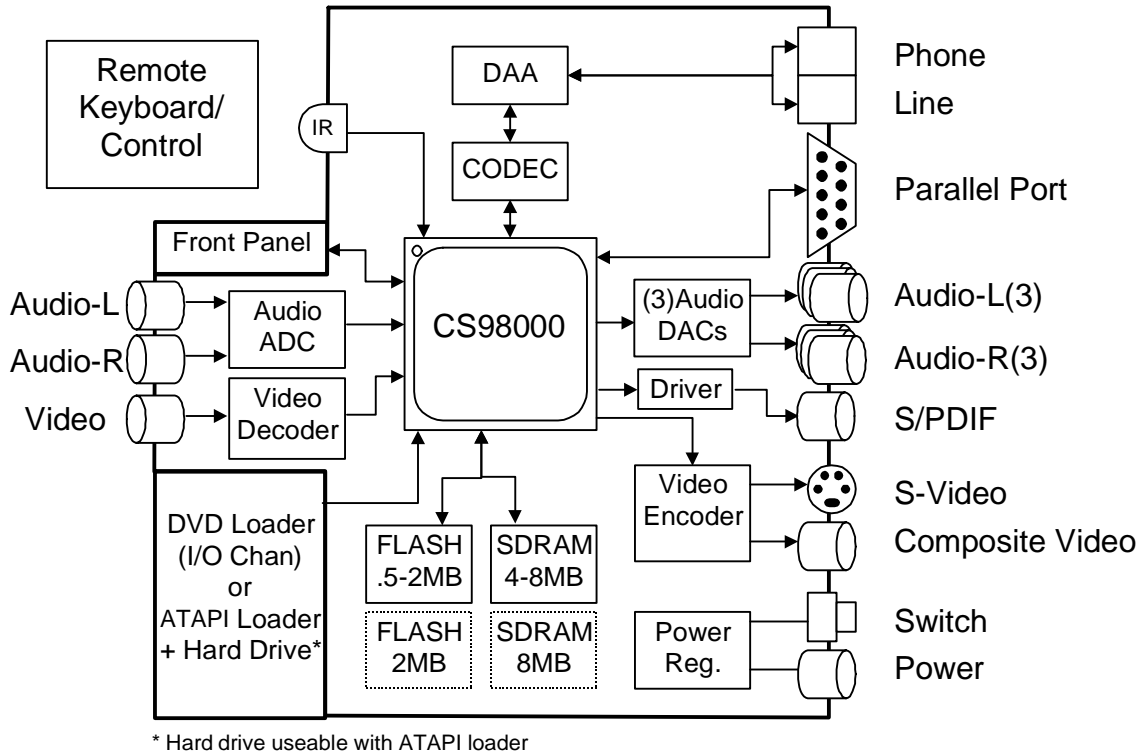 Remote
Keyboard/
Control
IR
DAA
CODEC
Phone
Line
Parallel Port
Front Panel
Audio-L
Audio-R
Video
Audio
ADC
Video
Decoder
CS98000
(3)Audio
DACs
Driver
Audio-L(3)
Audio-R(3)
S/PDIF
Video
Encoder
S-Video
Composite Video
DVD Loader
(I/O Chan)
or
ATAPI Loader
+ Hard Drive*
FLASH
.5-2MB
SDRAM
4-8MB
FLASH
2MB
SDRAM
8MB
Power
Reg.
Switch
Power
* Hard drive useable with ATAPI loader